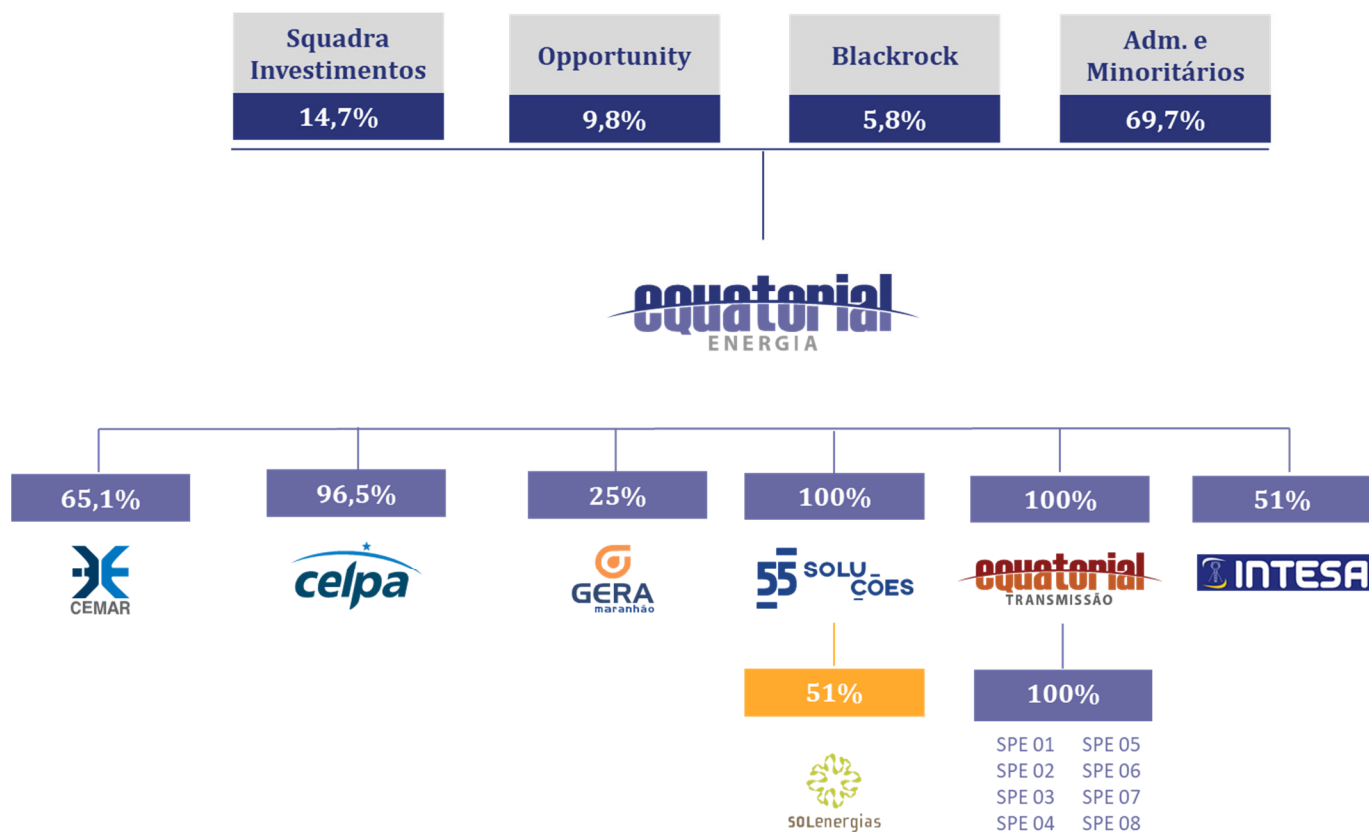 Squadra
Investimentos
14,7%
Opportunity
9,8%
Blackrock
5,8%
Adm. e
Minoritários
69,7%
equatorial
ENERGIA
65,1%
96,5%
25%
100%
100%
51%
CEMAR
celpa
GERA
maranhão
55 SOLU_
ÇÕES
equatorial
TRANSMISSÃO
INTESA
51%
100%
SOLenergias
SPE 01 SPE 05
SPE 02 SPE 06
SPE 03 SPE 07
SPE 04 SPE 08